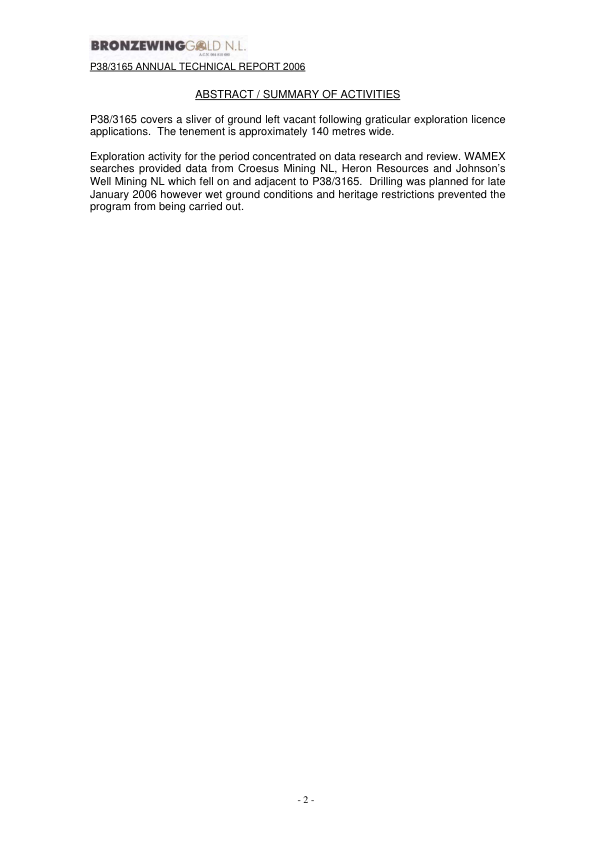 BRONZEWING GOLD N.L.
P38/3165 ANNUAL TECHNICAL REPORT 2006
ABSTRACT / SUMMARY OF ACTIVITIES
P38/3165 covers a sliver of ground left vacant following graticular exploration licence
applications.  The tenement is approximately 140 metres wide.
Exploration activity for the period concentrated on data research and review. WAMEX
searches provided data from Croesus Mining NL, Heron Resources and Johnson's
Well Mining NL which fell on and adjacent to P38/3165.  Drilling was planned for late
January 2006 however wet ground conditions and heritage restrictions prevented the
program from being carried out.
- 2 -